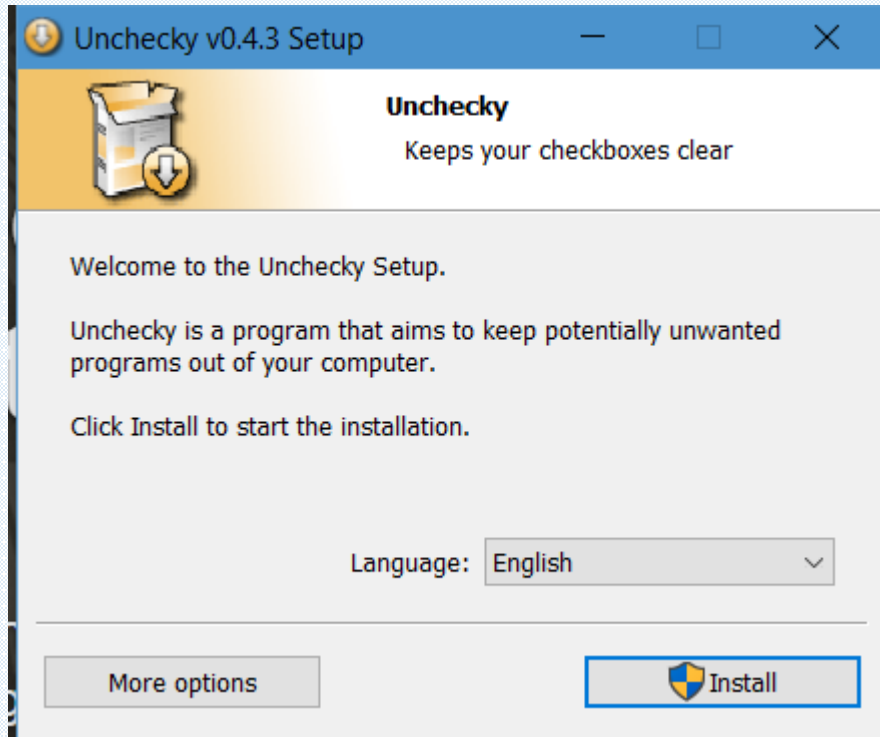 Unchecky v0.4.3 Setup
Unchecky
Keeps your checkboxes clear
Welcome to the Unchecky Setup.
Unchecky is a program that aims to keep potentially unwanted
programs out of your computer.
Click Install to start the installation.
Language: English
More options
Install